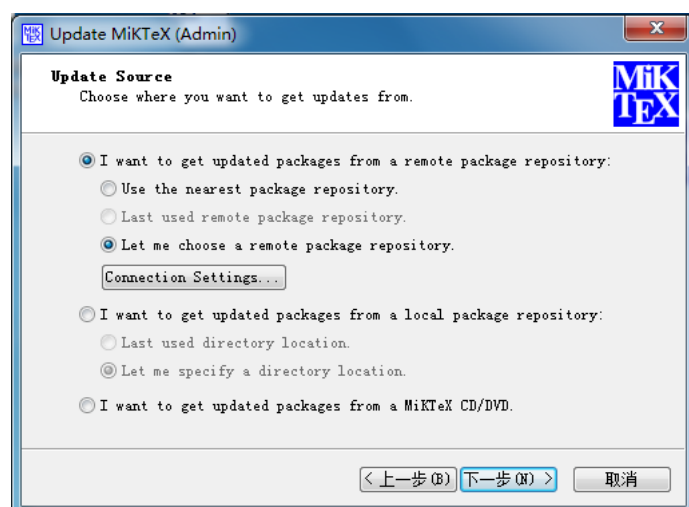 Update MiKTeX (Admin)
Update Source
Choose where you want to get updates from.
MiK
TEX
I want to get updated packages from a remote package repository:
Use the nearest package repository.
Last used remote package repository.
Let me choose a remote package repository.
Connection Settings...
I want to get updated packages from a local package repository:
Last used directory location.
Let me specify a directory location.
I want to get updated packages from a MiKTeX CD/DVD.
< 上一步(B) 下一步(N) > 取消